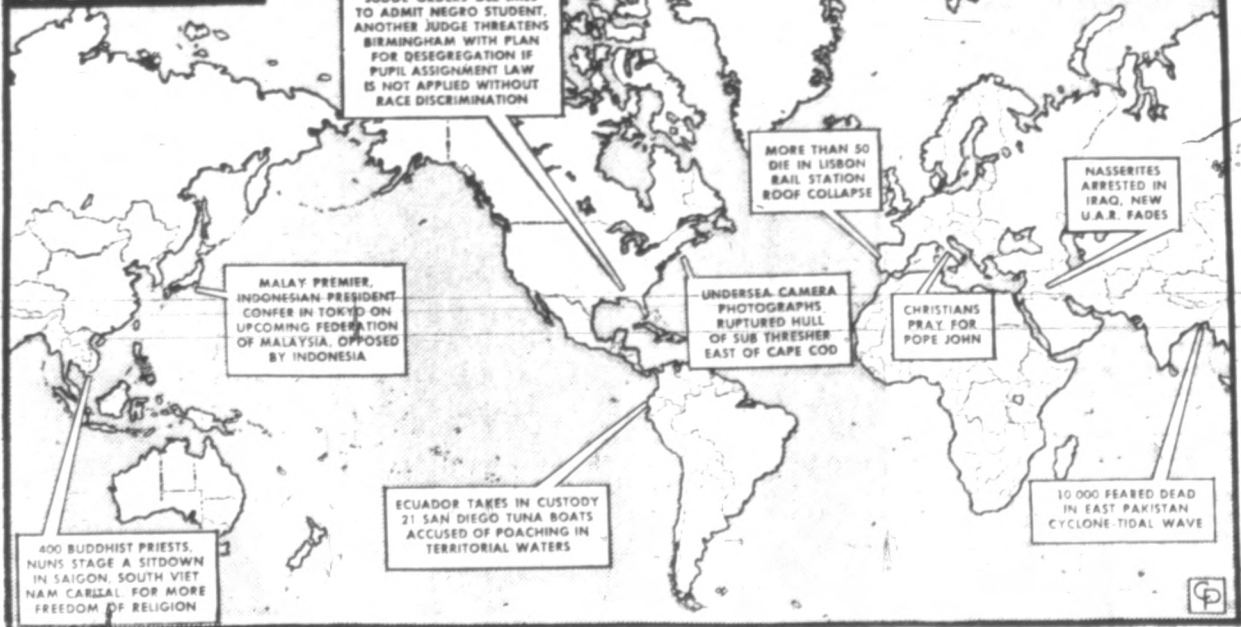 TO ADMIT NEGRO STUDENT,
ANOTHER JUDGE THREATENS
BIRMINGHAM WITH PLAN
FOR DESEGREGATION IF
PUPIL ASSIGNMENT LAW
IS NOT APPLIED WITHOUT
RACE DISCRIMINATION
MORE THAN 50
DIE IN LISBON
RAIL STATION
ROOF COLLAPSE
NASSERITES
ARRESTED IN
IRAQ, NEW
U.A.R. FADES
MALAY PREMIER,
INDONESIAN PRESIDENT
CONFER IN TOKYO ON
UPCOMING FEDERATION
OF MALAYSIA, OPPOSED
BY INDONESIA
UNDERSEA CAMERA
PHOTOGRAPHS
RUPTURED HULL
OF SUB THRESHER
EAST OF CAPE COD
CHRISTIANS
PRAY FOR
POPE JOHN
ECUADOR TAKES IN CUSTODY
21 SAN DIEGO TUNA BOATS
ACCUSED OF POACHING IN
TERRITORIAL WATERS
10 000 FEARED DEAD
IN EAST PAKISTAN
CYCLONE-TIDAL WAVE
400 BUDDHIST PRIESTS,
NUNS STAGE A SITDOWN
IN SAIGON, SOUTH VIET
NAM CAPITAL, FOR MORE
FREEDOM OF RELIGION
CP